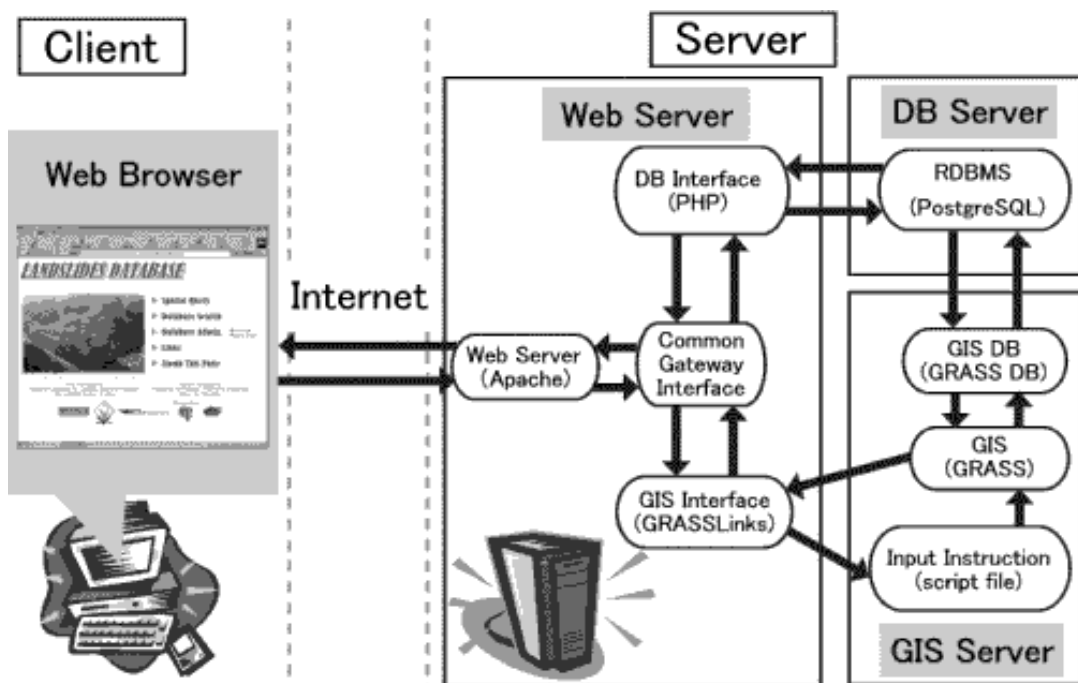 Client
Server
Web Browser
LANDSLIDES DATABASE
Internet
Web Server
DB Interface
(PHP)
Web Server
(Apache)
Common
Gateway
Interface
GIS Interface
(GRASSLinks)
DB Server
RDBMS
(PostgreSQL)
GIS DB
(GRASS DB)
GIS
(GRASS)
Input Instruction
(script file)
GIS Server